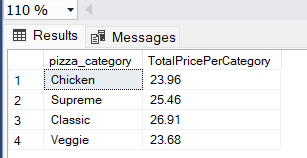 110 %
Results Messages
pizza_category TotalPricePerCategory
1 Chicken 23.96
2 Supreme 25.46
3 Classic 26.91
4 Veggie 23.68